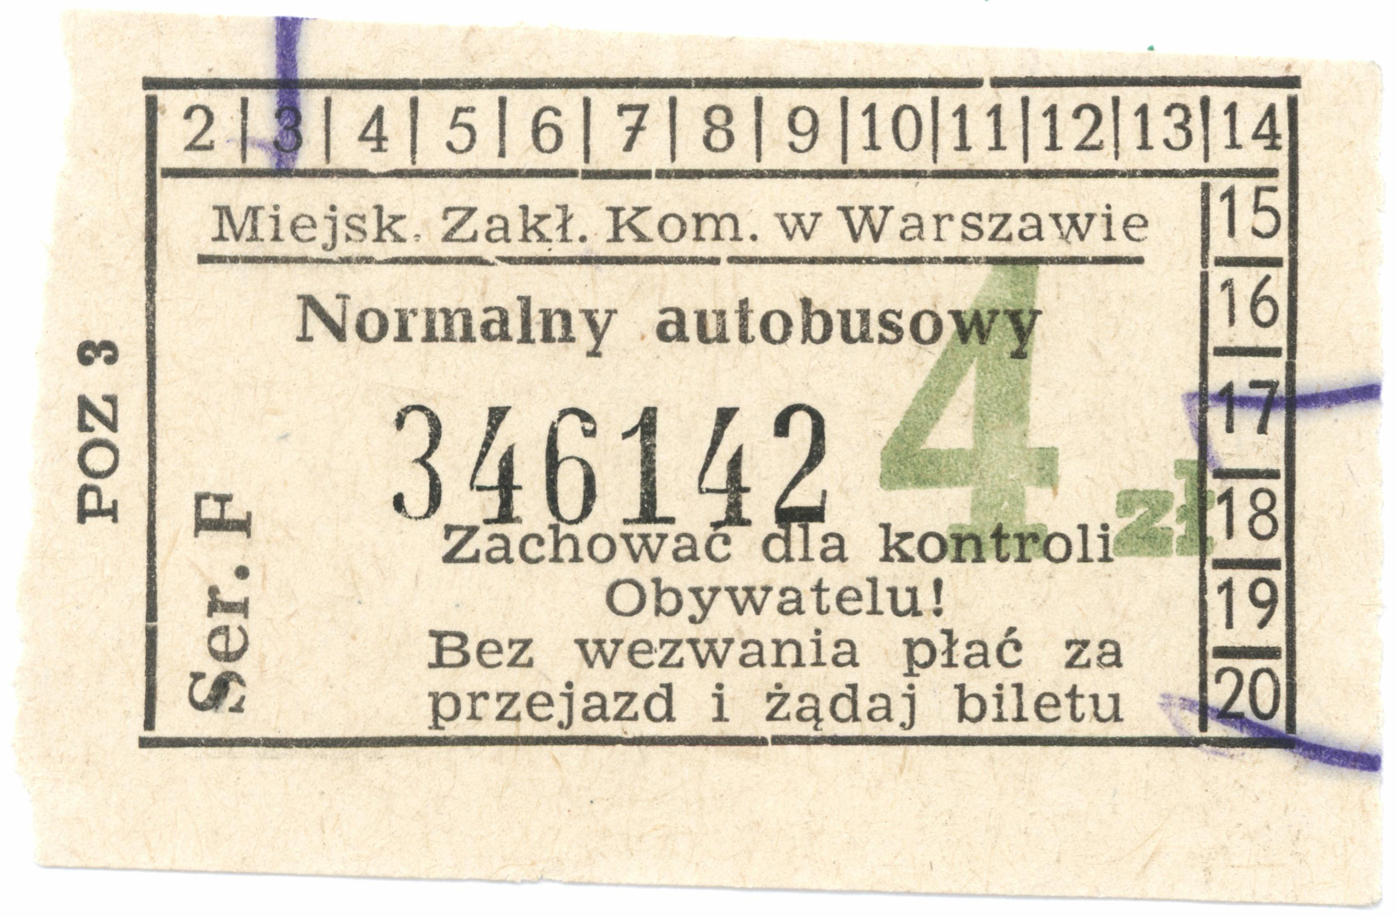 2 | 3 | 4 | 5 | 6 | 7 | 8 | 9 | 10 | 11 | 12 | 13 | 14
15
16
17
18
19
20
Miejsk. Zakł. Kom. w Warszawie
Normalny autobusowy
346142
4 zł
Zachować dla kontroli
Obywatelu!
Bez wezwania płać za
przejazd i żądaj biletu
Ser. F
POZ 3